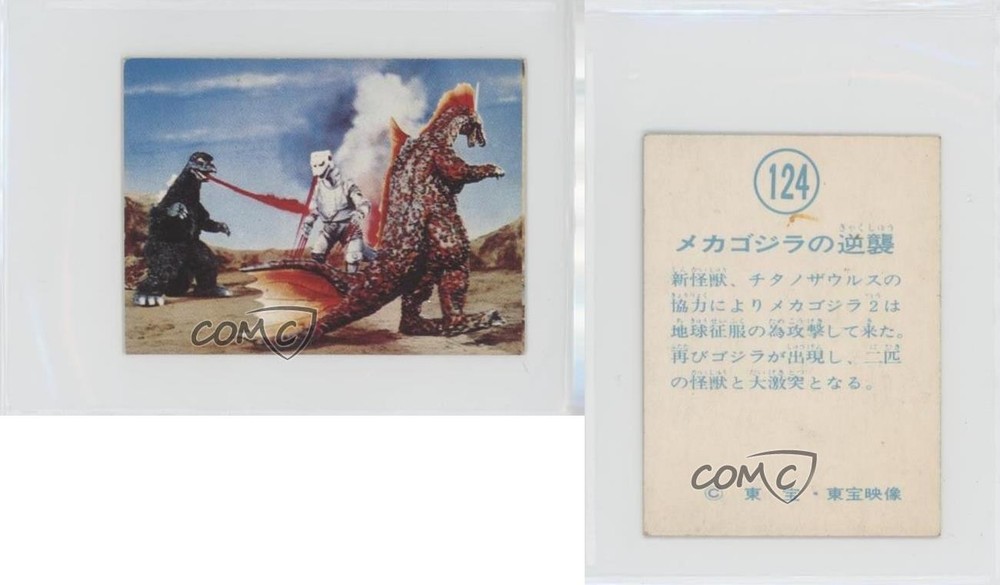 COMC
124
メカゴジラの逆襲
新怪獣、チタノザウルスの
協力によりメカゴジラ2は
地球征服の為攻撃して来た。
再びゴジラが出現し、二匹
の怪獣と大激突となる。
COMC
© 東宝・東宝映像